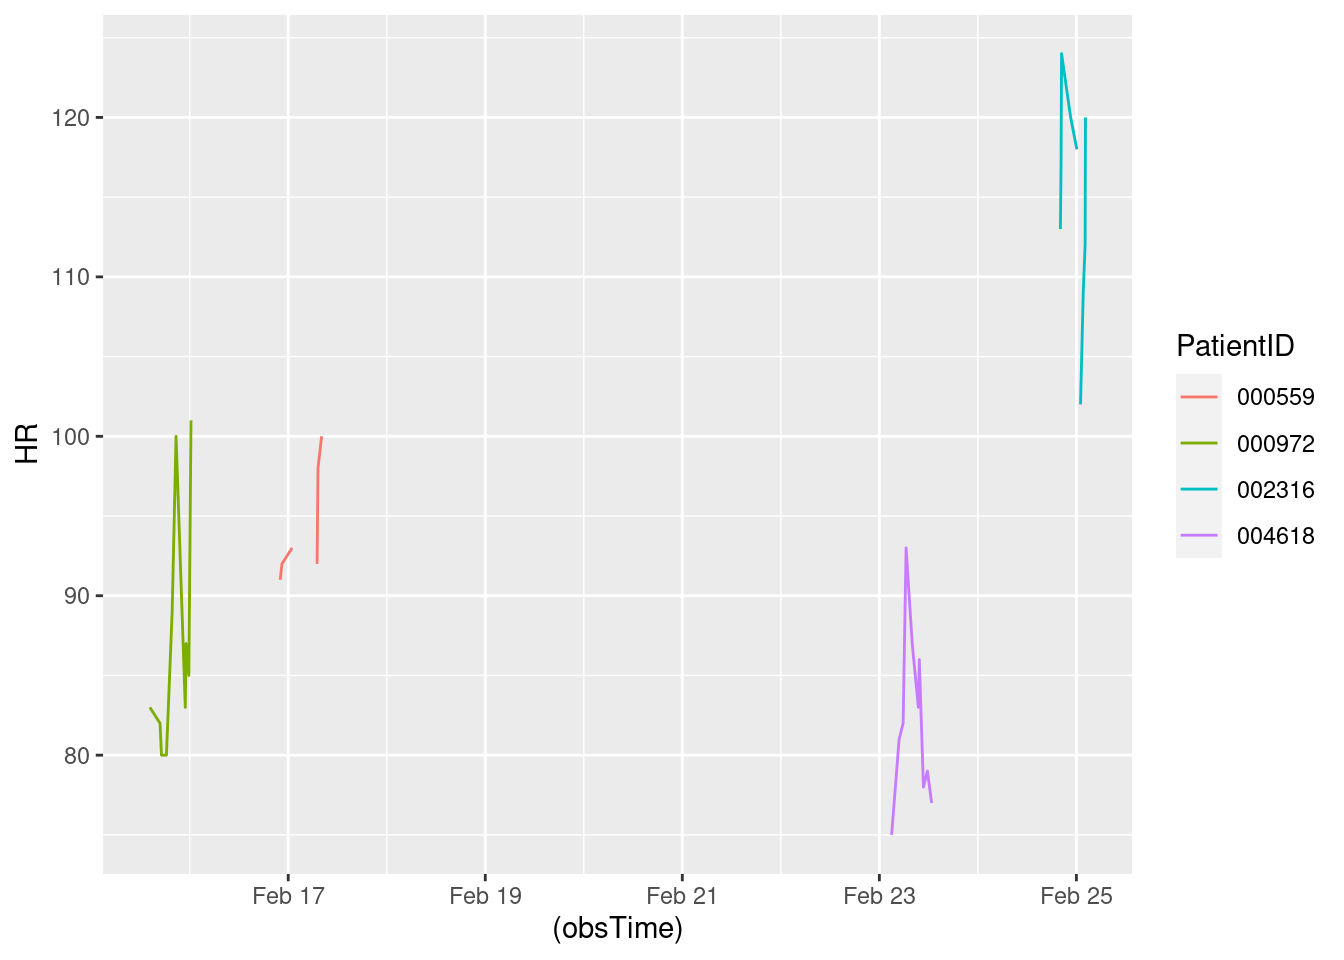 120
110
100
90
80
HR
Feb 17
Feb 19
Feb 21
Feb 23
Feb 25
(obsTime)
PatientID
000559
000972
002316
004618